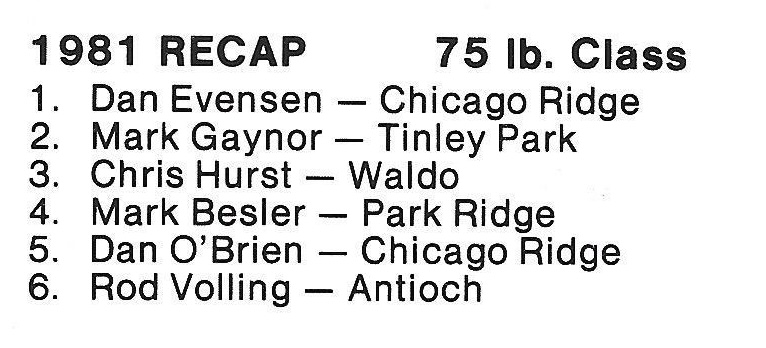 1981 RECAP 75 lb. Class
1. Dan Evensen — Chicago Ridge
2. Mark Gaynor — Tinley Park
3. Chris Hurst — Waldo
4. Mark Besler — Park Ridge
5. Dan O'Brien — Chicago Ridge
6. Rod Volling — Antioch